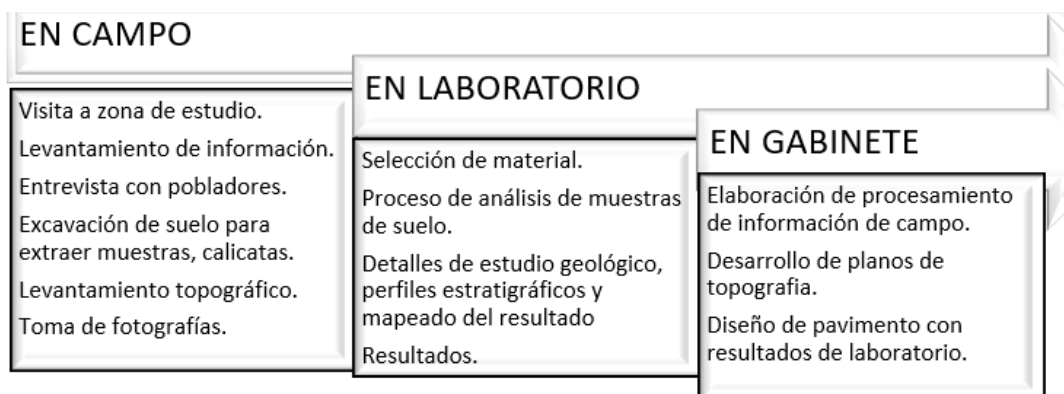 EN CAMPO
Visita a zona de estudio.
Levantamiento de información.
Entrevista con pobladores.
Excavación de suelo para
extraer muestras, calicatas.
Levantamiento topográfico.
Toma de fotografías.
EN LABORATORIO
Selección de material.
Proceso de análisis de muestras
de suelo.
Detalles de estudio geológico,
perfiles estratigráficos y
mapeado del resultado
Resultados.
EN GABINETE
Elaboración de procesamiento
de información de campo.
Desarrollo de planos de
topografia.
Diseño de pavimento con
resultados de laboratorio.